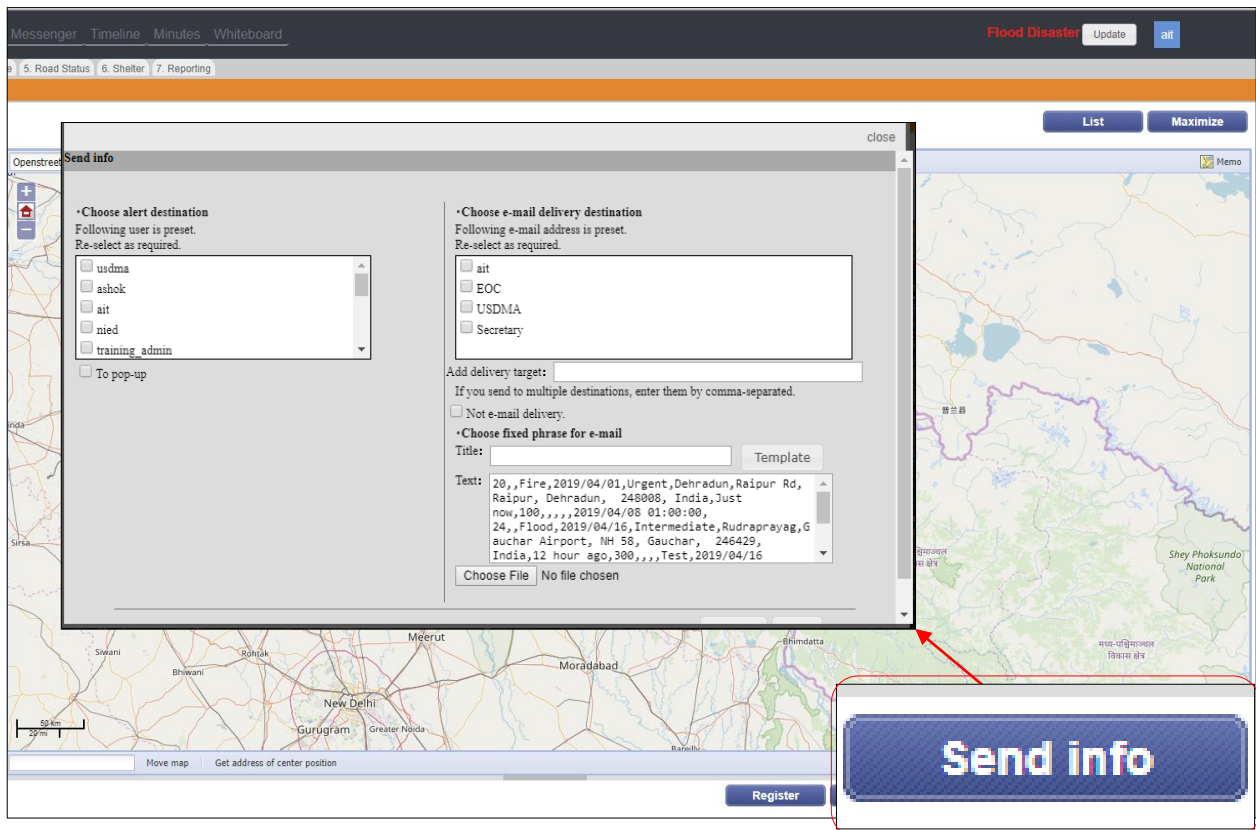 Messenger Timeline Minutes Whiteboard
Flood Disaster Update ait
5. Road Status 6. Shelter 7. Reporting
List Maximize
close
Send info
Openstreet
Memo
•Choose alert destination
Following user is preset.
Re-select as required.
usdma
ashok
ait
nied
training_admin
To pop-up
•Choose e-mail delivery destination
Following e-mail address is preset.
Re-select as required.
ait
EOC
USDMA
Secretary
Add delivery target:
If you send to multiple destinations, enter them by comma-separated.
Not e-mail delivery.
•Choose fixed phrase for e-mail
Title:
Template
Text:
20,,Fire,2019/04/01,Urgent,Dehradun,Raipur Rd,
Raipur, Dehradun, 248008, India,Just
now,100,,,,,2019/04/08 01:00:00,
24,,Flood,2019/04/16,Intermediate,Rudraprayag,G
auchar Airport, NH 58, Gauchar, 246429,
India,12 hour ago,300,,,,Test,2019/04/16
Choose File No file chosen
普兰县
Sirsa
Shey Phoksundo
National
Park
मध्य-पश्चिमाञ्चल
विकास क्षेत्र
Meerut
Bhimdatta
Siwani
Rohtak
Bhiwani
Moradabad
New Delhi
Gurugram
Greater Noida
Bareilly
50 km
20 mi
Move map
Get address of center position
Register
Send info